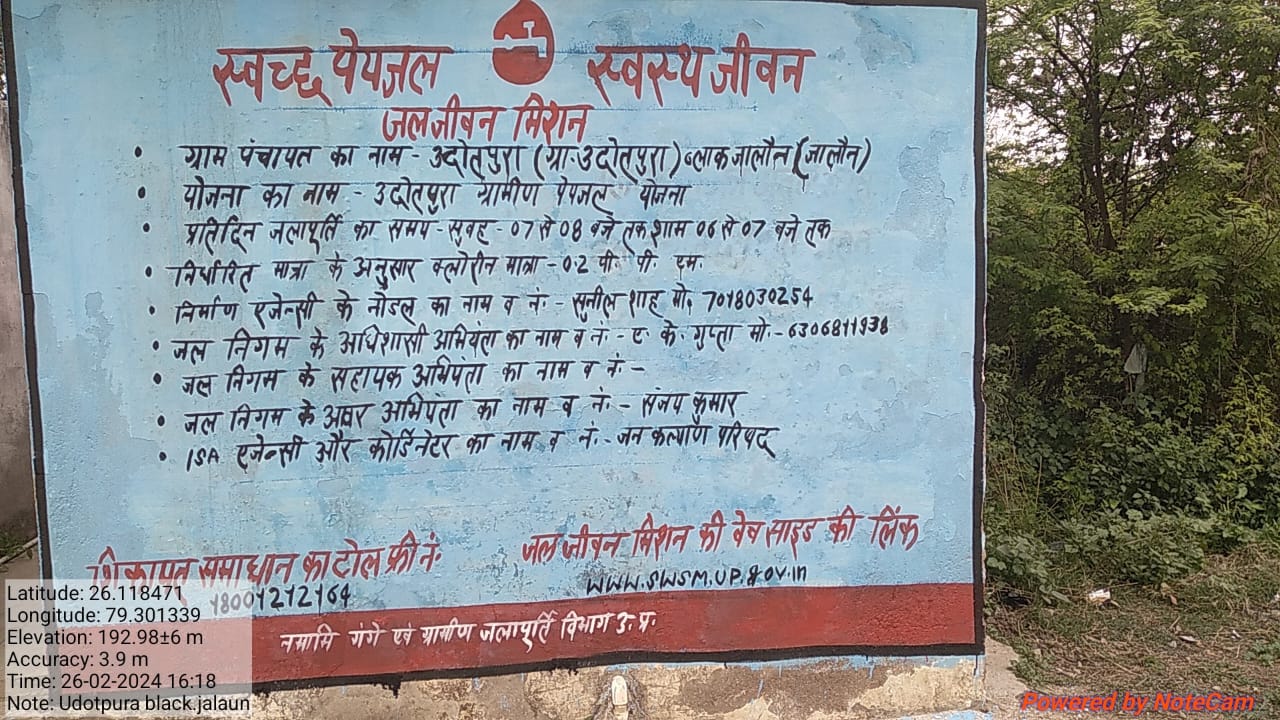 स्वच्छ पेयजल स्वस्थ जीवन
जल जीवन मिशन
• ग्राम पंचायत का नाम - उदोतपुरा (ग्रा.-उदोतपुरा) ब्लाक जालौन (जालौन)
• योजना का नाम - उदोतपुरा ग्रामीण पेयजल योजना
• प्रतिदिन जलापूर्ति का समय - सुबह - 07 से 08 बजे तक शाम 06 से 07 बजे तक
• निर्धारित मात्रा के अनुसार क्लोरीन मात्रा - 0.2 पी. पी. एम.
• निर्माण एजेन्सी के नोडल का नाम व नं. - सुनील शाह मो. 7018030254
• जल निगम के अधिशासी अभियंता का नाम व नं. - ए. के. गुप्ता मो. - 6306811938
• जल निगम के सहायक अभियंता का नाम व नं. -
• जल निगम के अवर अभियंता का नाम व नं. - संजय कुमार
• ISA एजेन्सी और कोर्डिनेटर का नाम व नं. - जन कल्याण परिषद्
शिकायत समाधान का टोल फ्री नं.
18001212164
जल जीवन मिशन की वेब साइड की लिंक
www.swsm.up.gov.in
नमामि गंगे एवं ग्रामीण जलापूर्ति विभाग उ. प्र.
Latitude: 26.118471
Longitude: 79.301339
Elevation: 192.98±6 m
Accuracy: 3.9 m
Time: 26-02-2024 16:18
Note: Udotpura black.jalaun
Powered by NoteCam